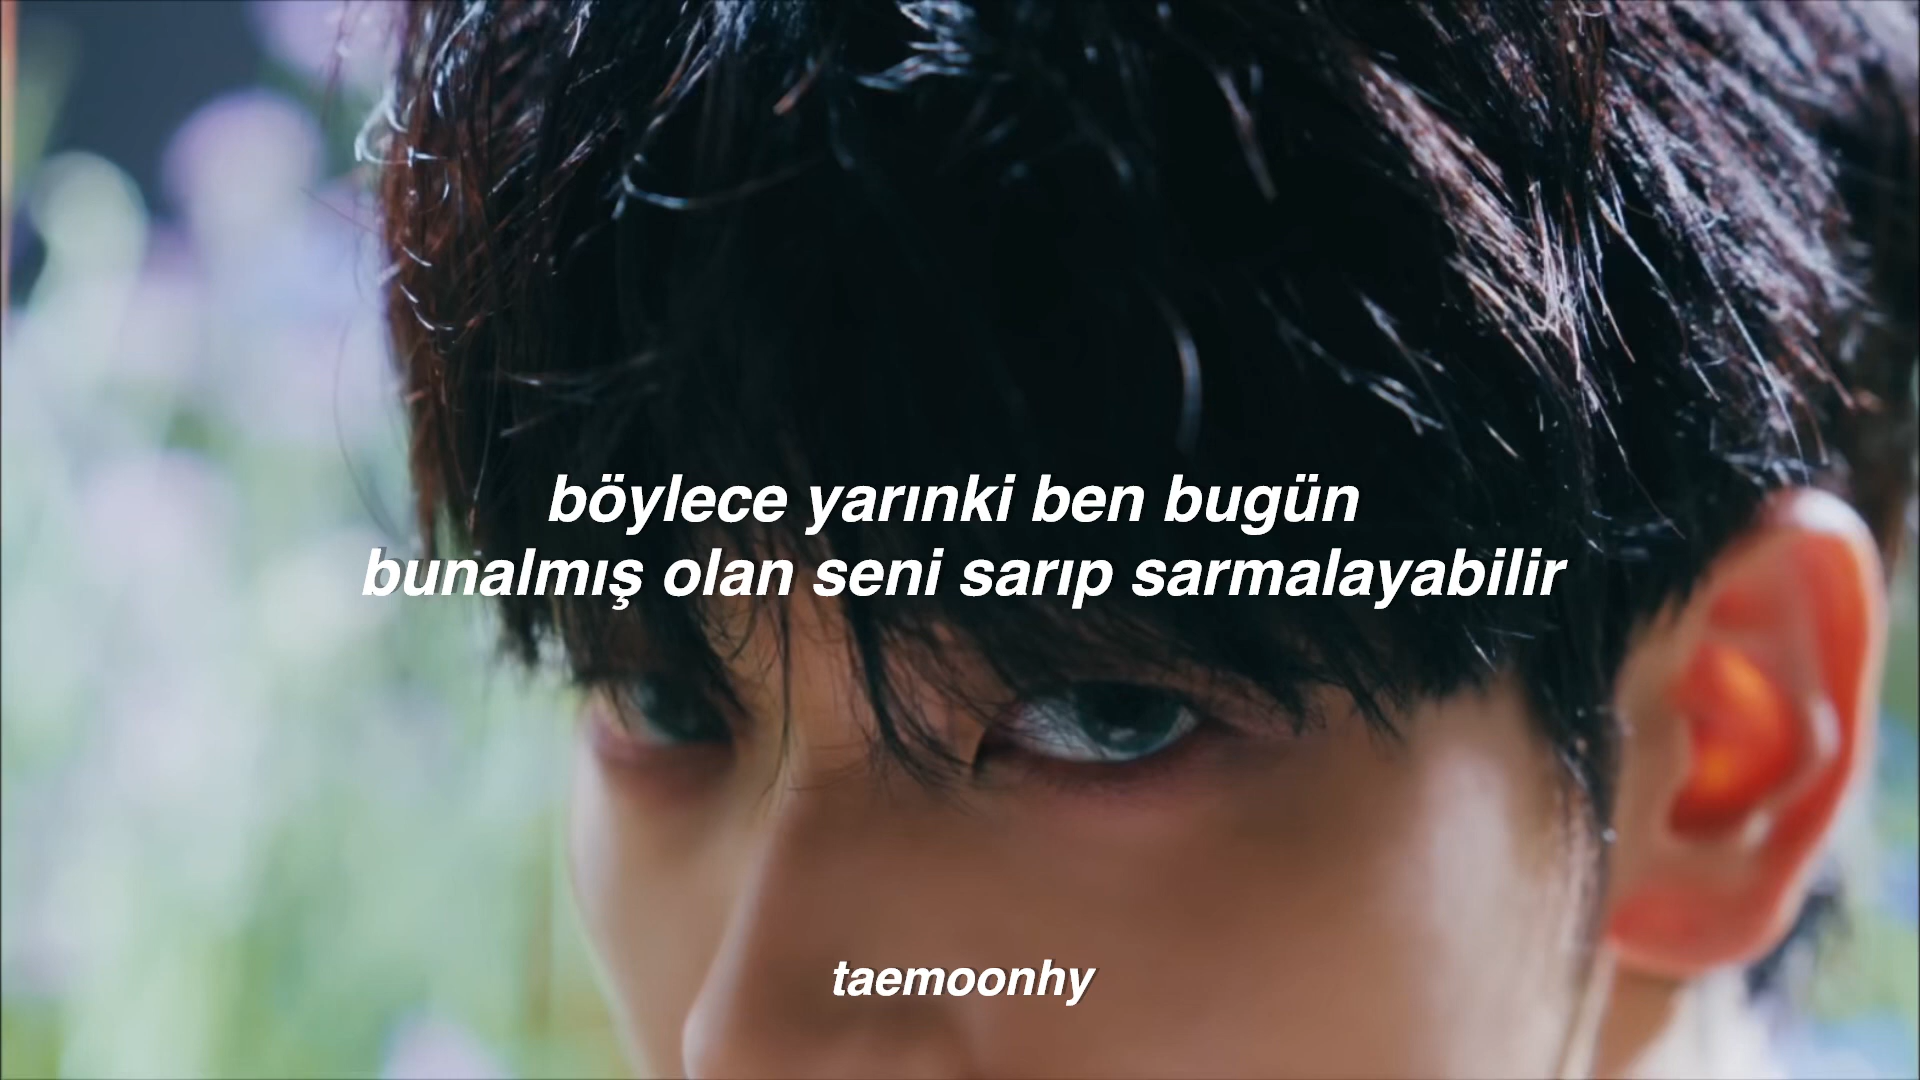 böylece yarınki ben bugün
bunalmış olan seni sarıp sarmalayabilir
taemoonhy